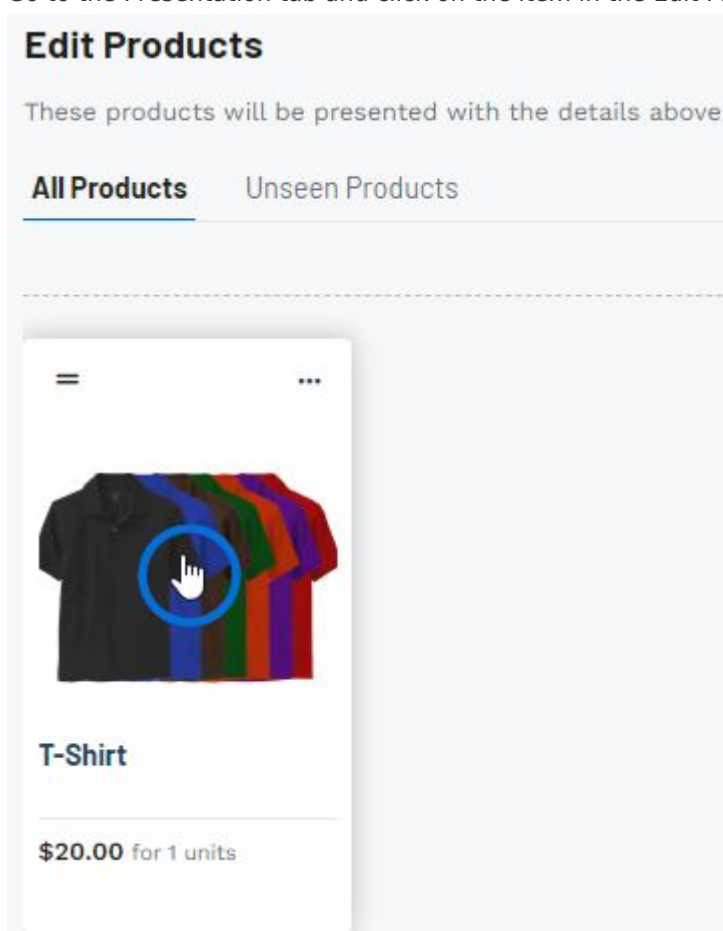 Edit Products
These products will be presented with the details above
All Products Unseen Products
T-Shirt
$20.00 for 1 units